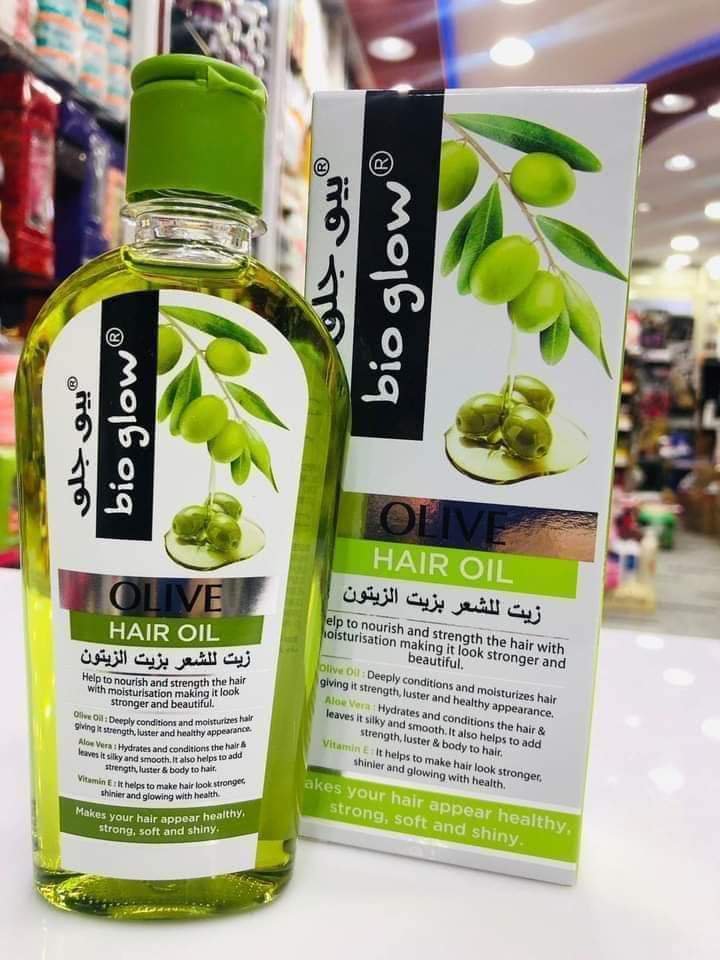 بيو جلو®
bio glow®
OLIVE
HAIR OIL
زيت للشعر بزيت الزيتون
Help to nourish and strength the hair
with moisturisation making it look
stronger and beautiful.
Olive Oil : Deeply conditions and moisturizes hair
giving it strength, luster and healthy appearance.
Aloe Vera : Hydrates and conditions the hair &
leaves it silky and smooth. It also helps to add
strength, luster & body to hair.
Vitamin E : It helps to make hair look stronger,
shinier and glowing with health.
Makes your hair appear healthy,
strong, soft and shiny.
بيو جلو®
bio glow®
OLIVE
HAIR OIL
زيت للشعر بزيت الزيتون
elp to nourish and strength the hair with
oisturisation making it look stronger and
beautiful.
Olive Oil : Deeply conditions and moisturizes hair
giving it strength, luster and healthy appearance.
Aloe Vera : Hydrates and conditions the hair &
leaves it silky and smooth. It also helps to add
strength, luster & body to hair.
Vitamin E : It helps to make hair look stronger,
shinier and glowing with health.
akes your hair appear healthy,
strong, soft and shiny.